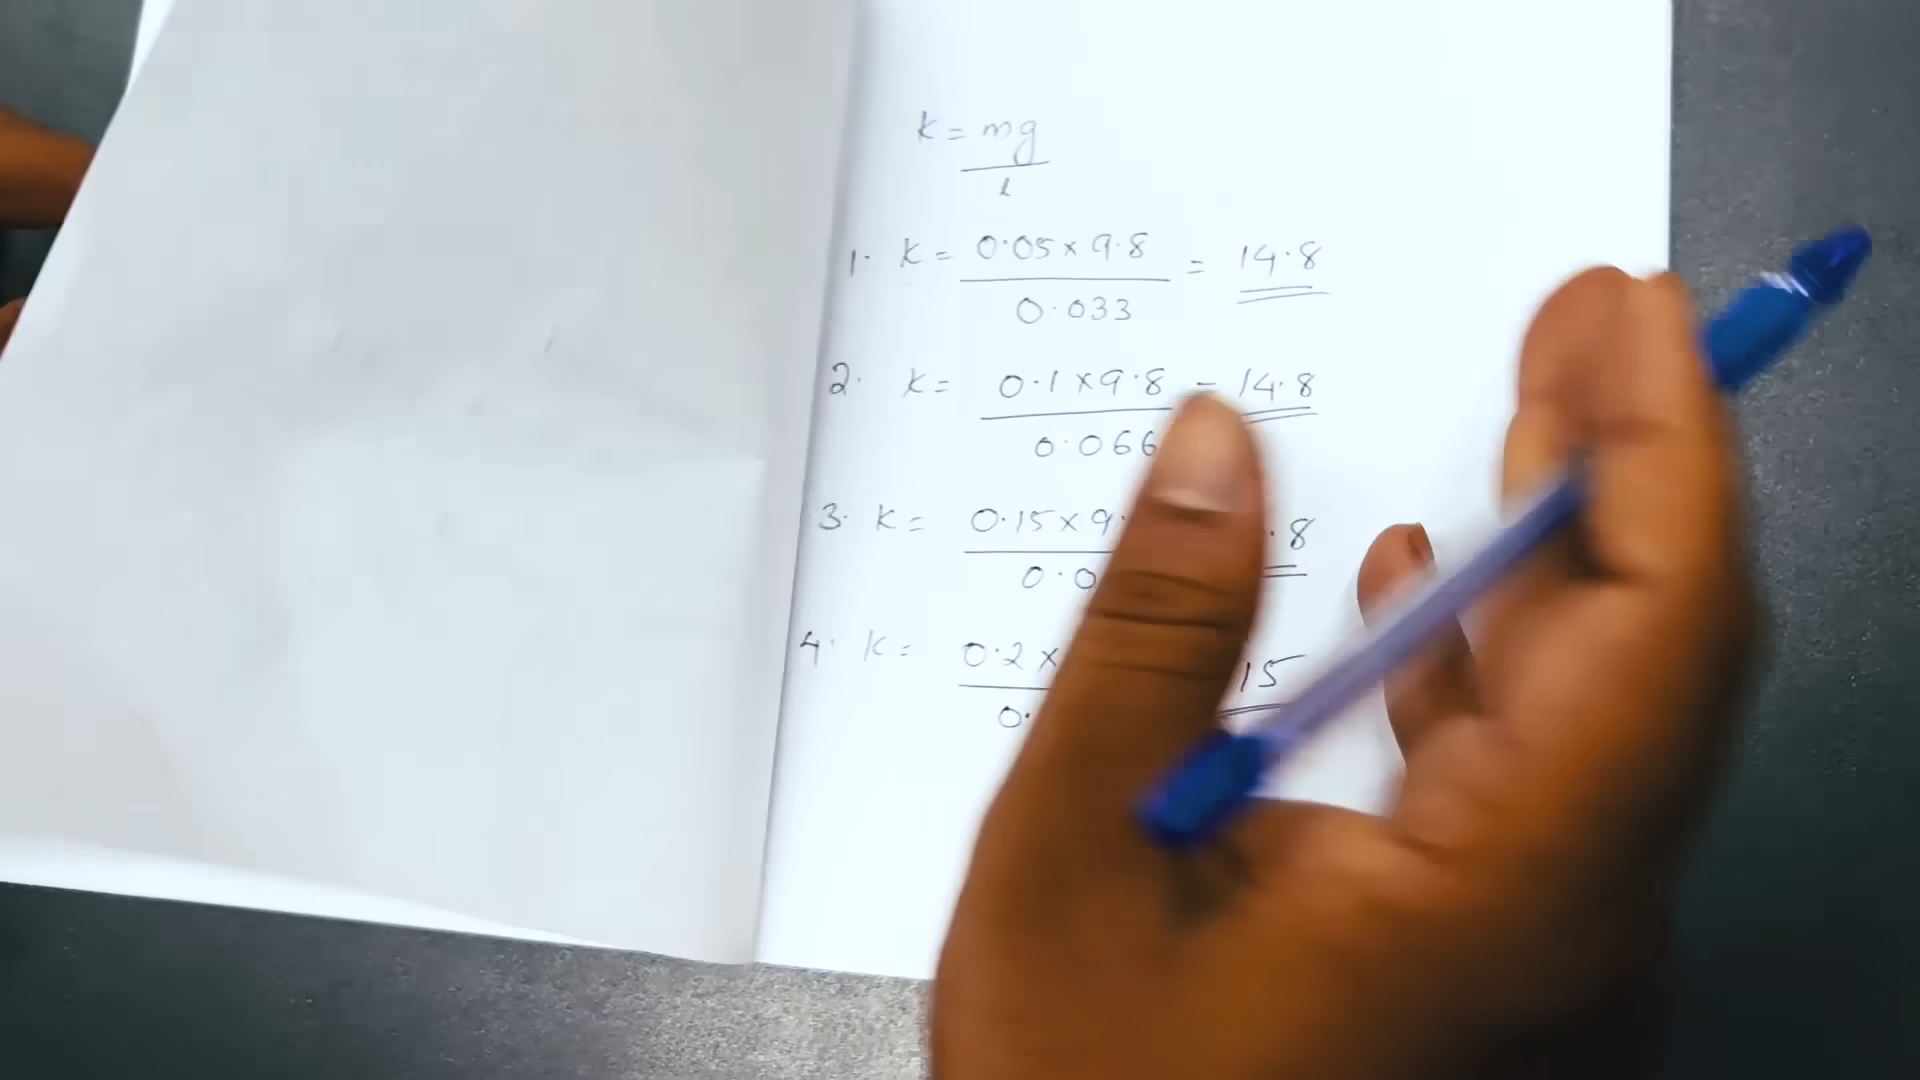 K = mg
l
1. K = 0.05 x 9.8 = 14.8
0.033
2. K = 0.1 x 9.8 = 14.8
0.066
3. K = 0.15 x 9. .8
0.0
4. K = 0.2 x 15
0.